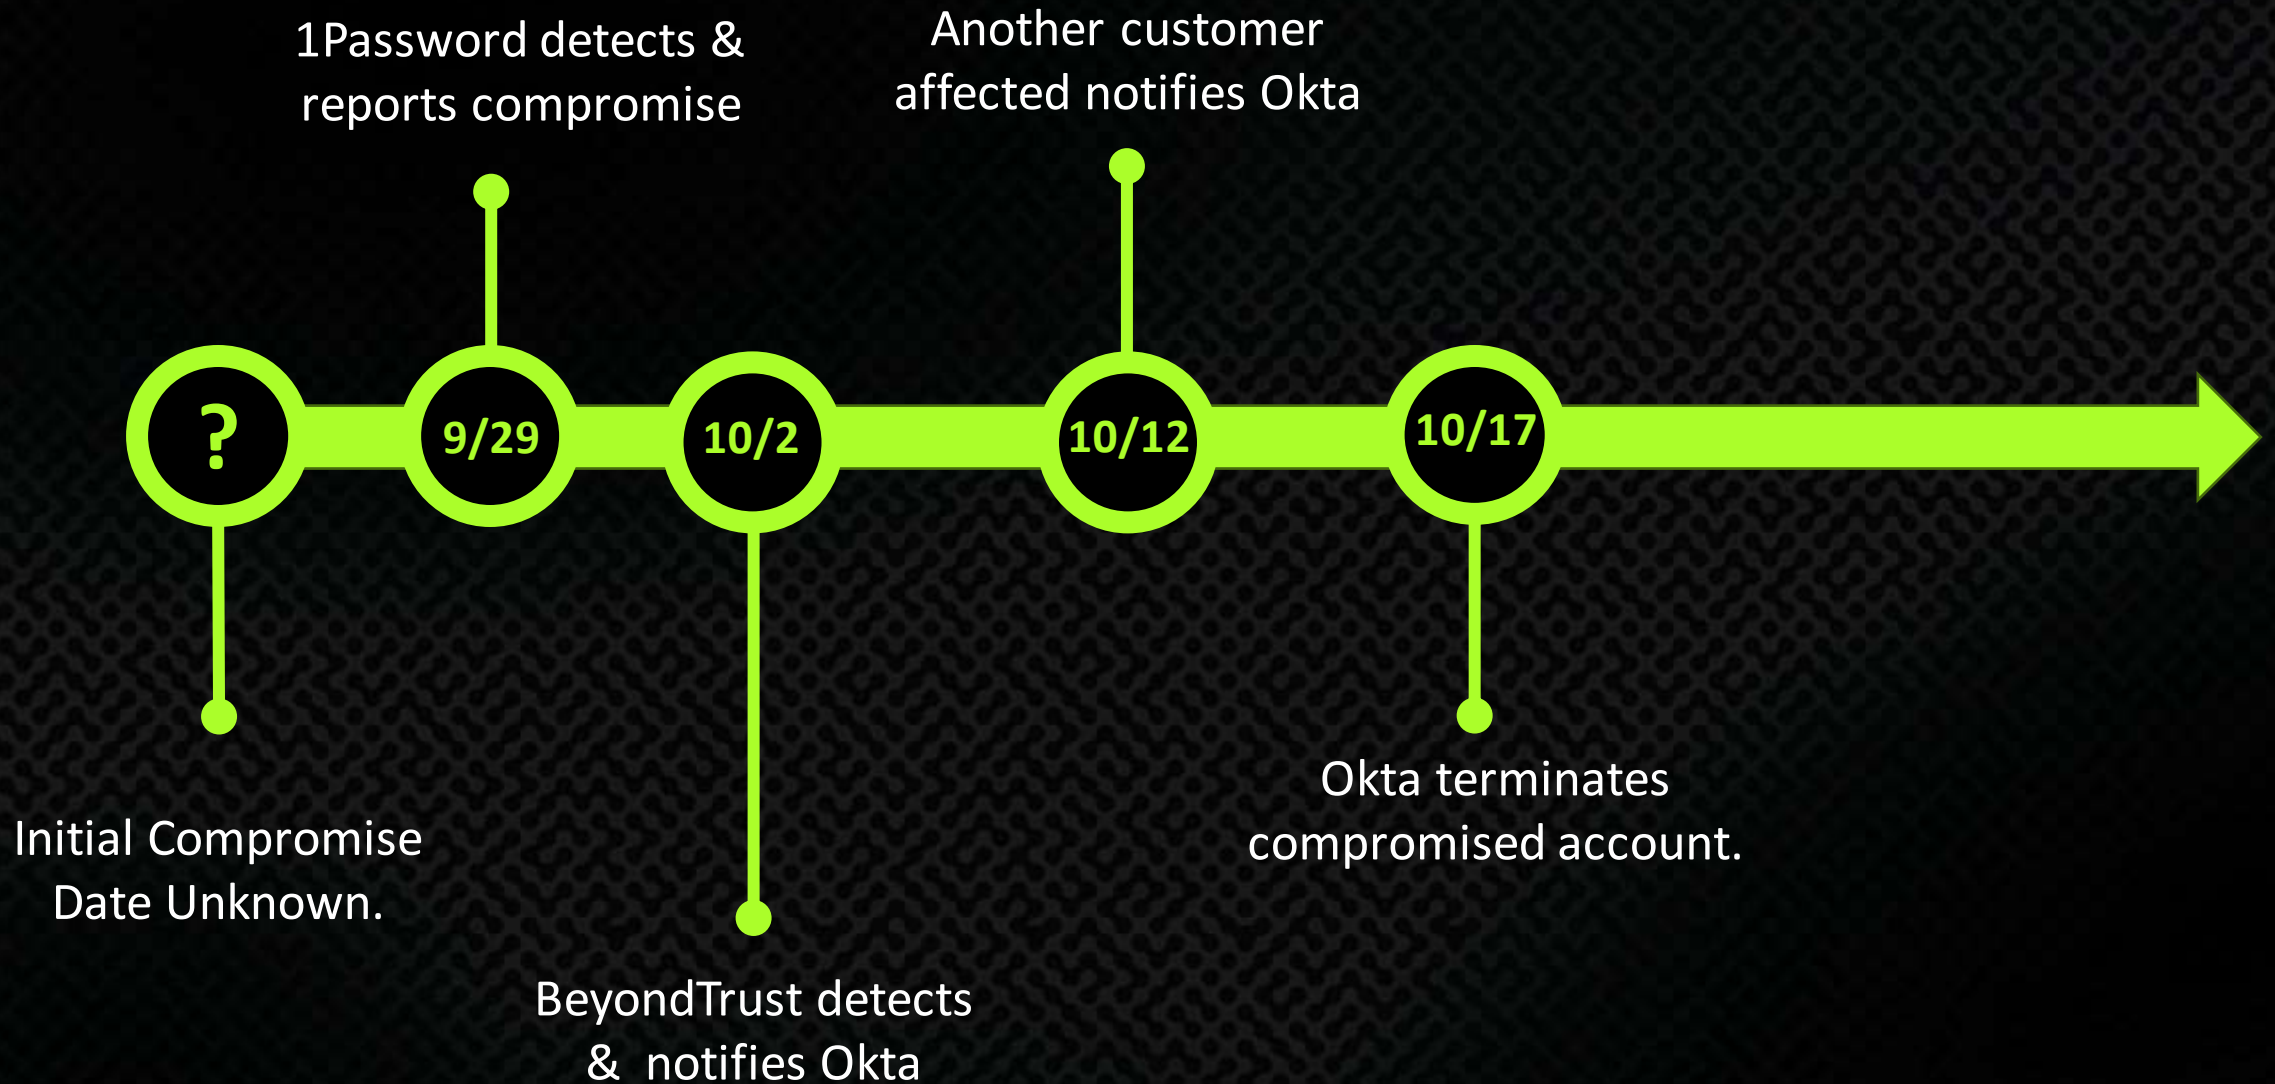 1Password detects &
reports compromise
Another customer
affected notifies Okta
?
9/29
10/2
10/12
10/17
Initial Compromise
Date Unknown.
BeyondTrust detects
& notifies Okta
Okta terminates
compromised account.